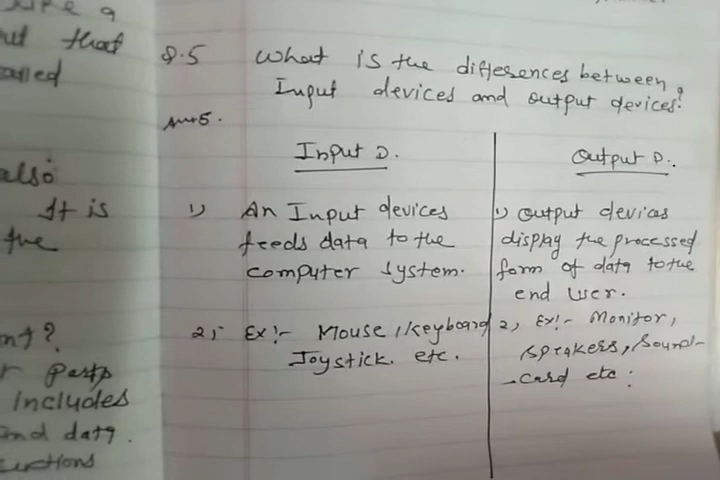 that
called
also
It is
the
?
parts
includes
and data.
Q.5 What is the differences between
Input devices and output devices?
Ans 5.
Input D.
1) An Input devices
feeds data to the
computer system.
2) Ex:- Mouse, Keyboard
Joystick. etc.
Output D.
1) Output devices
display the processed
form of data to the
end user.
2) Ex:- Monitor,
speakers, Sound-
-card etc.